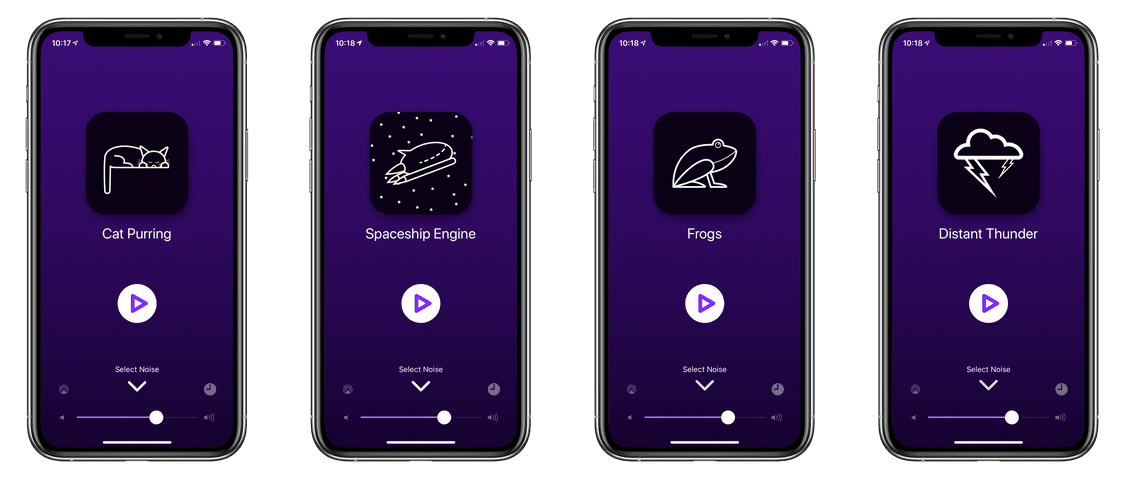 10:17
Cat Purring
Select Noise
10:18
Spaceship Engine
Select Noise
10:18
Frogs
Select Noise
10:18
Distant Thunder
Select Noise